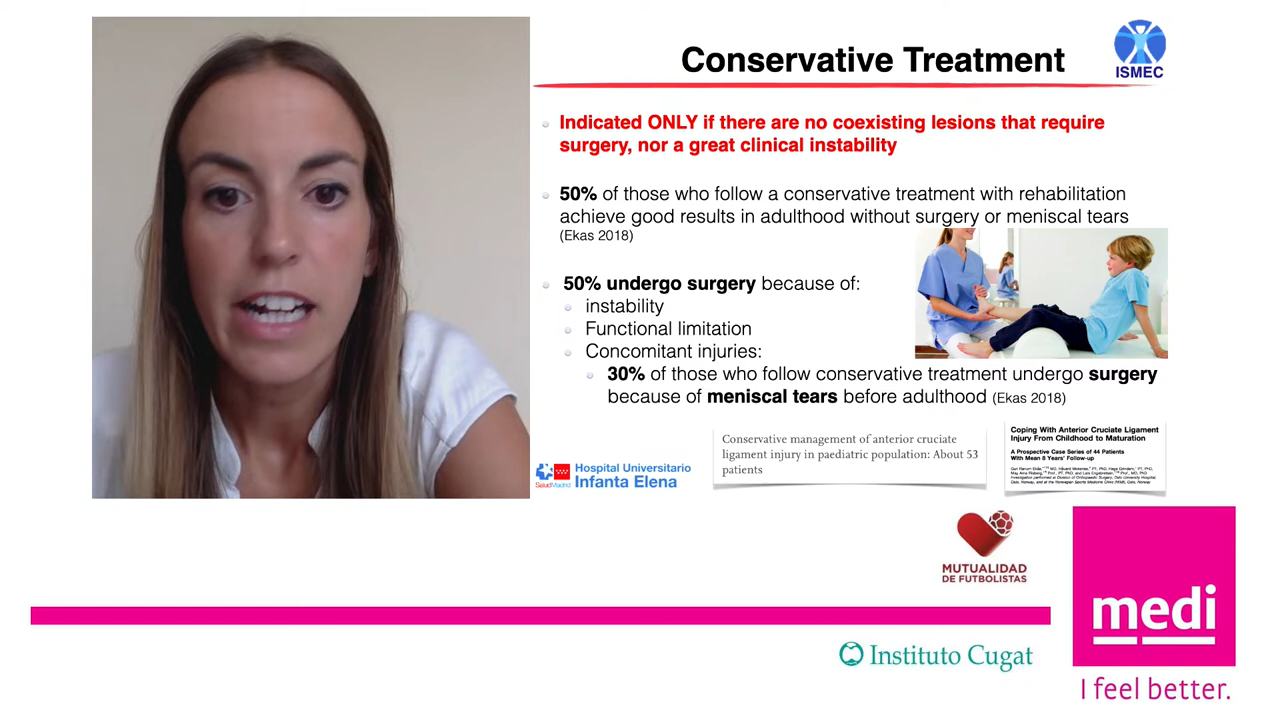 Conservative Treatment
ISMEC
Indicated ONLY if there are no coexisting lesions that require
surgery, nor a great clinical instability
50% of those who follow a conservative treatment with rehabilitation
achieve good results in adulthood without surgery or meniscal tears
(Ekas 2018)
50% undergo surgery because of:
instability
Functional limitation
Concomitant injuries:
30% of those who follow conservative treatment undergo surgery
because of meniscal tears before adulthood (Ekas 2018)
Conservative management of anterior cruciate
ligament injury in paediatric population: About 53
patients
Coping With Anterior Cruciate Ligament
Injury From Childhood to Maturation
A Prospective Case Series of 44 Patients
With Mean 8 Years' Follow-up
SaludMadrid
Hospital Universitario
Infanta Elena
MUTUALIDAD
DE FUTBOLISTAS
medi
Instituto Cugat
I feel better.